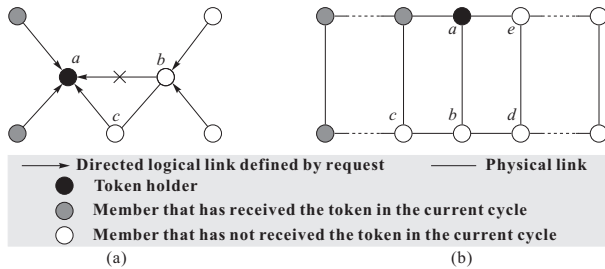 a
b
c
a
e
c
b
d
Directed logical link defined by request
Physical link
Token holder
Member that has received the token in the current cycle
Member that has not received the token in the current cycle
(a)
(b)